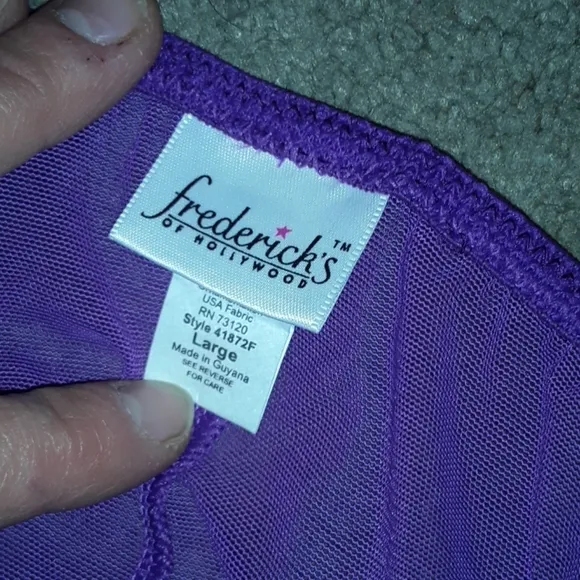 frederick's™
OF HOLLYWOOD
USA Fabric
RN 73120
Style 41872F
Large
Made in Guyana
SEE REVERSE
FOR CARE